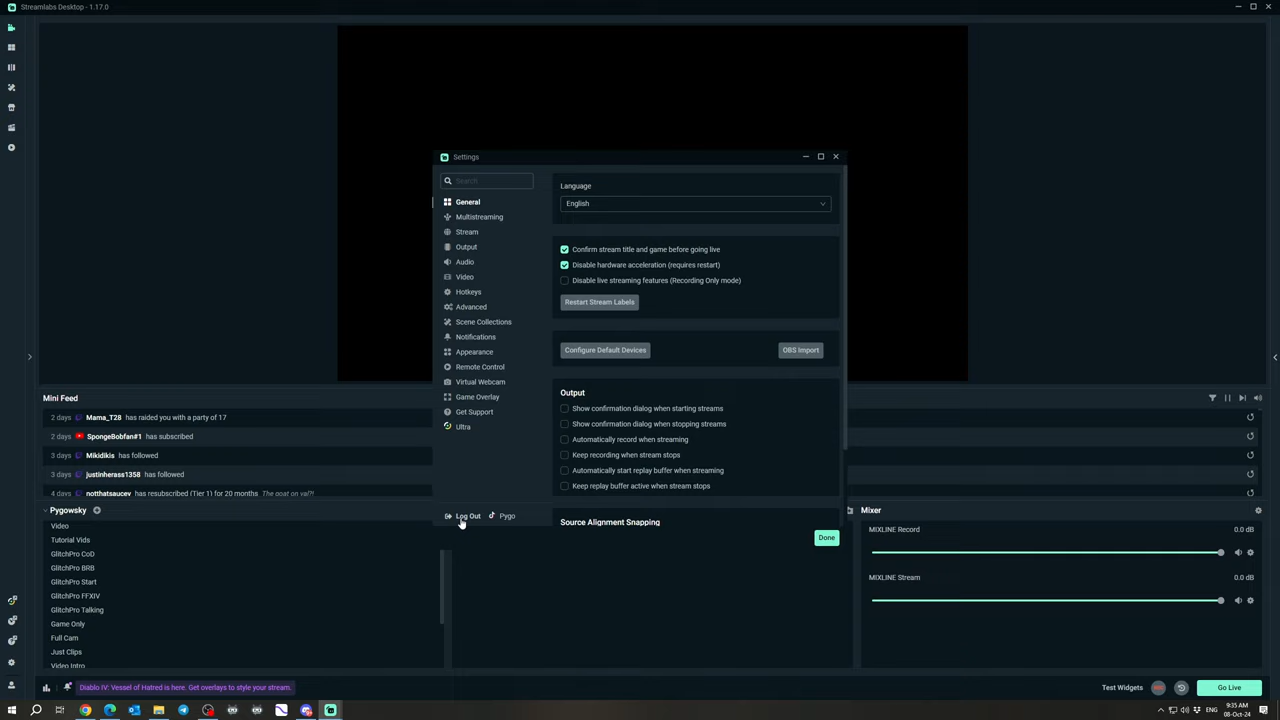 Streamlabs Desktop - 1.17.0
Settings
Search
General
Multistreaming
Stream
Output
Audio
Video
Hotkeys
Advanced
Scene Collections
Notifications
Appearance
Remote Control
Virtual Webcam
Game Overlay
Get Support
Ultra
Log Out
Pygo
Language
English
Confirm stream title and game before going live
Disable hardware acceleration (requires restart)
Disable live streaming features (Recording Only mode)
Restart Stream Labels
Configure Default Devices
OBS Import
Output
Show confirmation dialog when starting streams
Show confirmation dialog when stopping streams
Automatically record when streaming
Keep recording when stream stops
Automatically start replay buffer when streaming
Keep replay buffer active when stream stops
Source Alignment Snapping
Done
Mini Feed
2 days Mama_T28 has raided you with a party of 17
2 days SpongeBobfan#1 has subscribed
3 days Mikidikis has followed
3 days justinherass1358 has followed
4 days notthatsaucev has resubscribed (Tier 1) for 20 months The goat on val!!
Pygowsky
Video
Tutorial Vids
GlitchPro CoD
GlitchPro BRB
GlitchPro Start
GlitchPro FFXIV
GlitchPro Talking
Game Only
Full Cam
Just Clips
Video Intro
Mixer
MIXLINE Record 0.0 dB
MIXLINE Stream 0.0 dB
Diablo IV: Vessel of Hatred is here. Get overlays to style your stream.
Test Widgets
REC
Go Live
ENG
9:35 AM
08-Oct-24